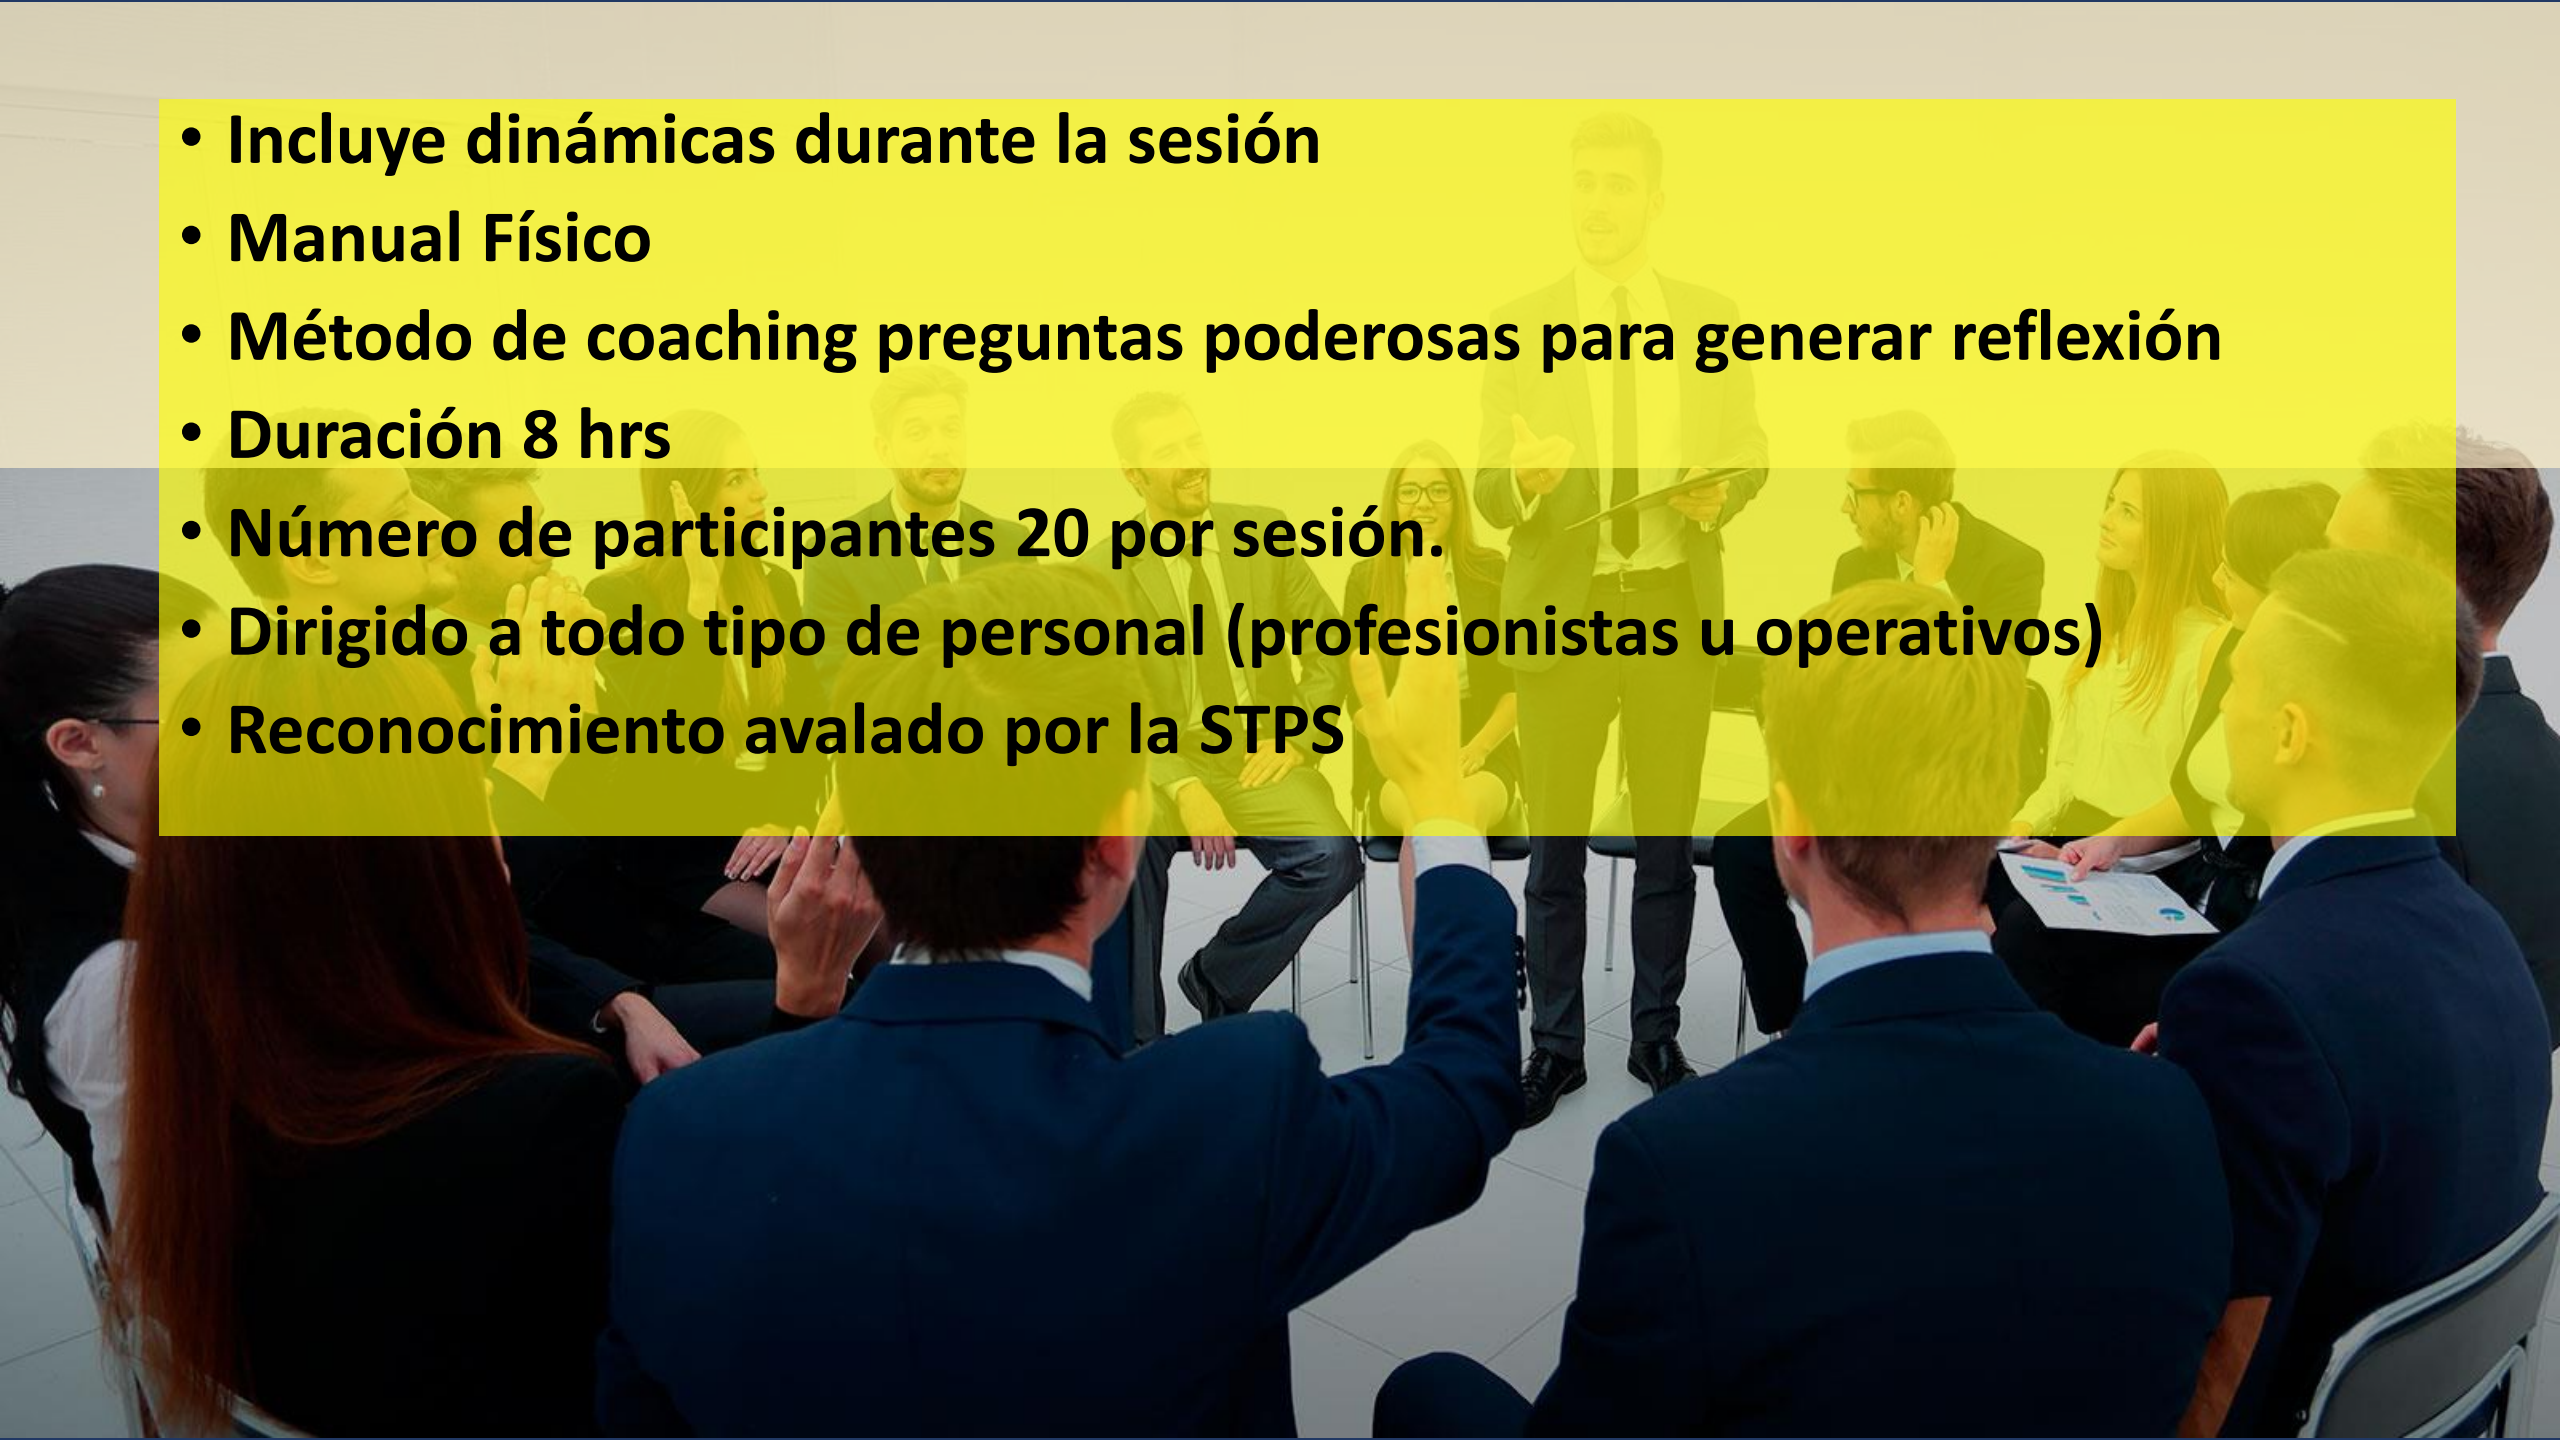 • Incluye dinámicas durante la sesión
• Manual Físico
• Método de coaching preguntas poderosas para generar reflexión
• Duración 8 hrs
• Número de participantes 20 por sesión.
• Dirigido a todo tipo de personal (profesionistas u operativos)
• Reconocimiento avalado por la STPS